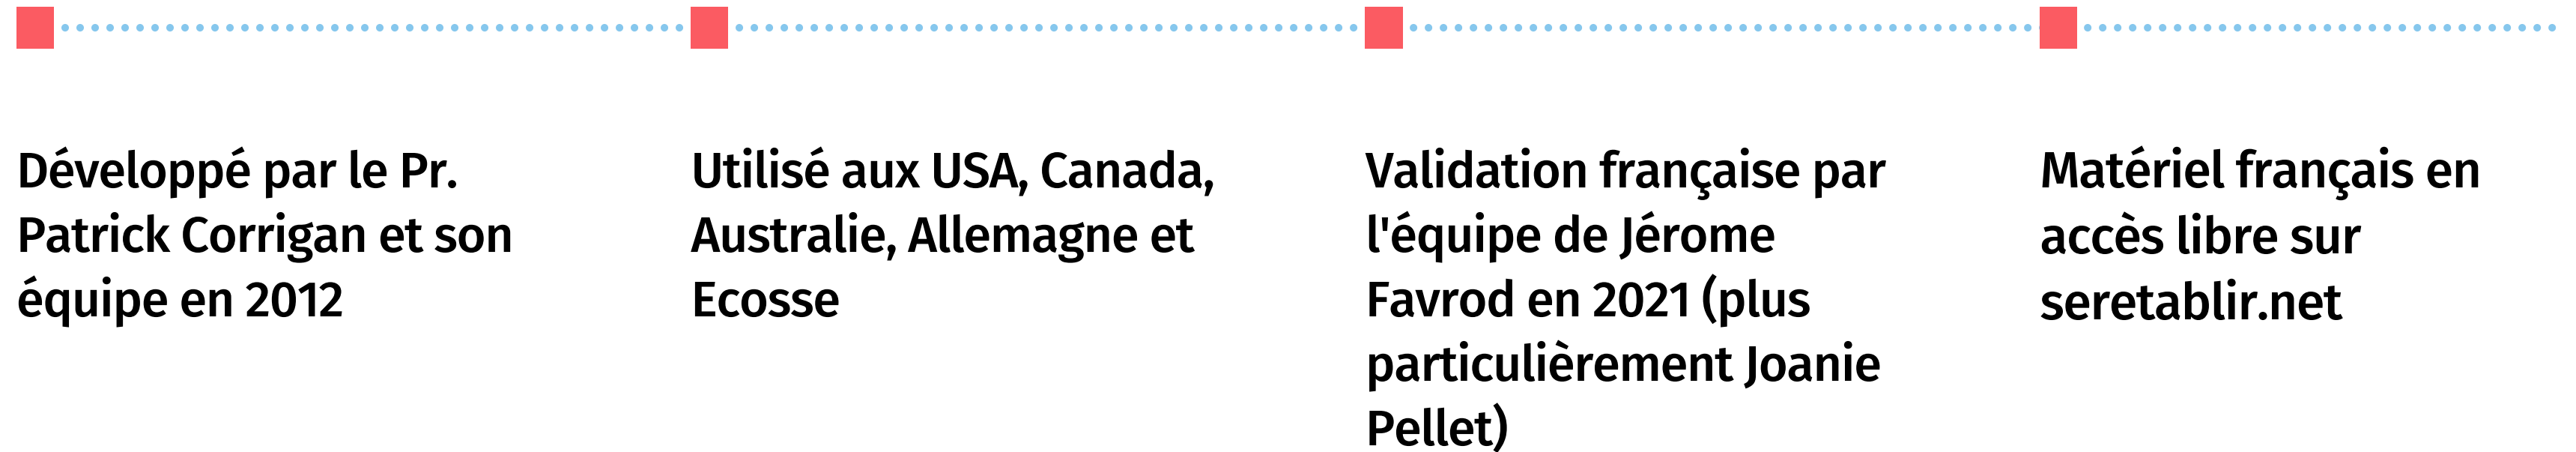 Développé par le Pr.
Patrick Corrigan et son
équipe en 2012
Utilisé aux USA, Canada,
Australie, Allemagne et
Ecosse
Validation française par
l'équipe de Jérome
Favrod en 2021 (plus
particulièrement Joanie
Pellet)
Matériel français en
accès libre sur
seretablir.net